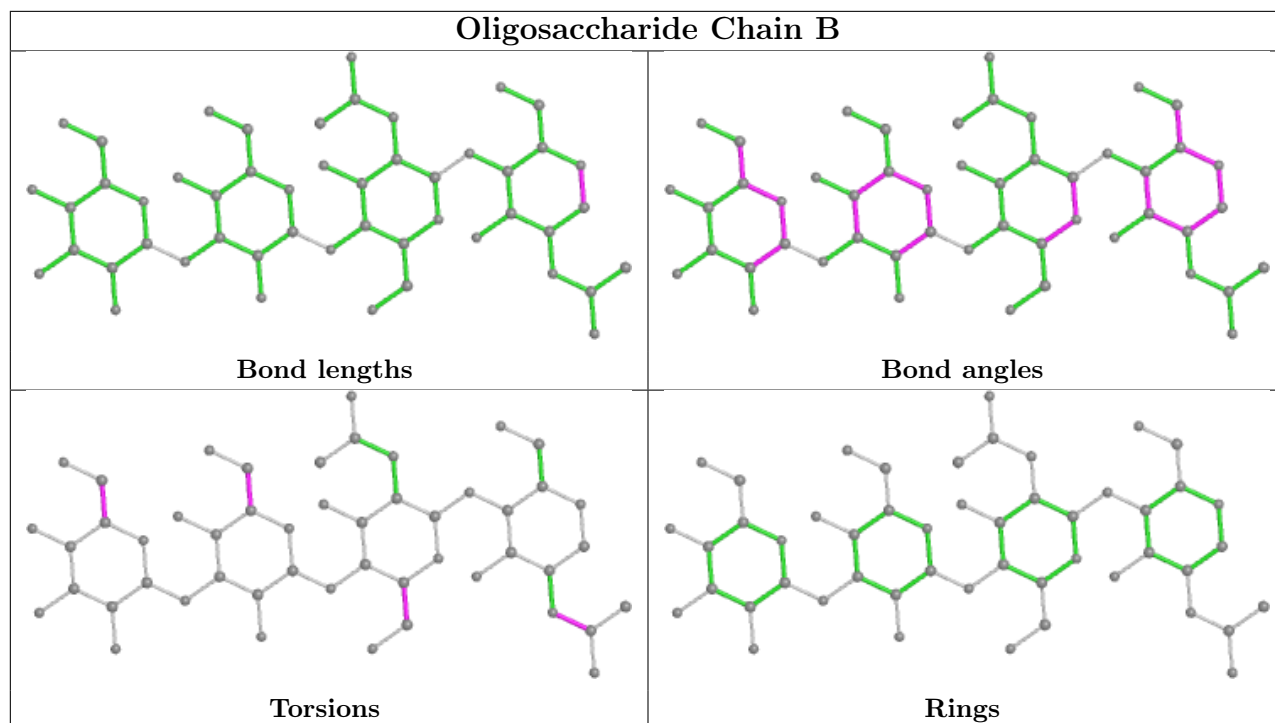 Oligosaccharide Chain B
Bond lengths
Bond angles
Torsions
Rings